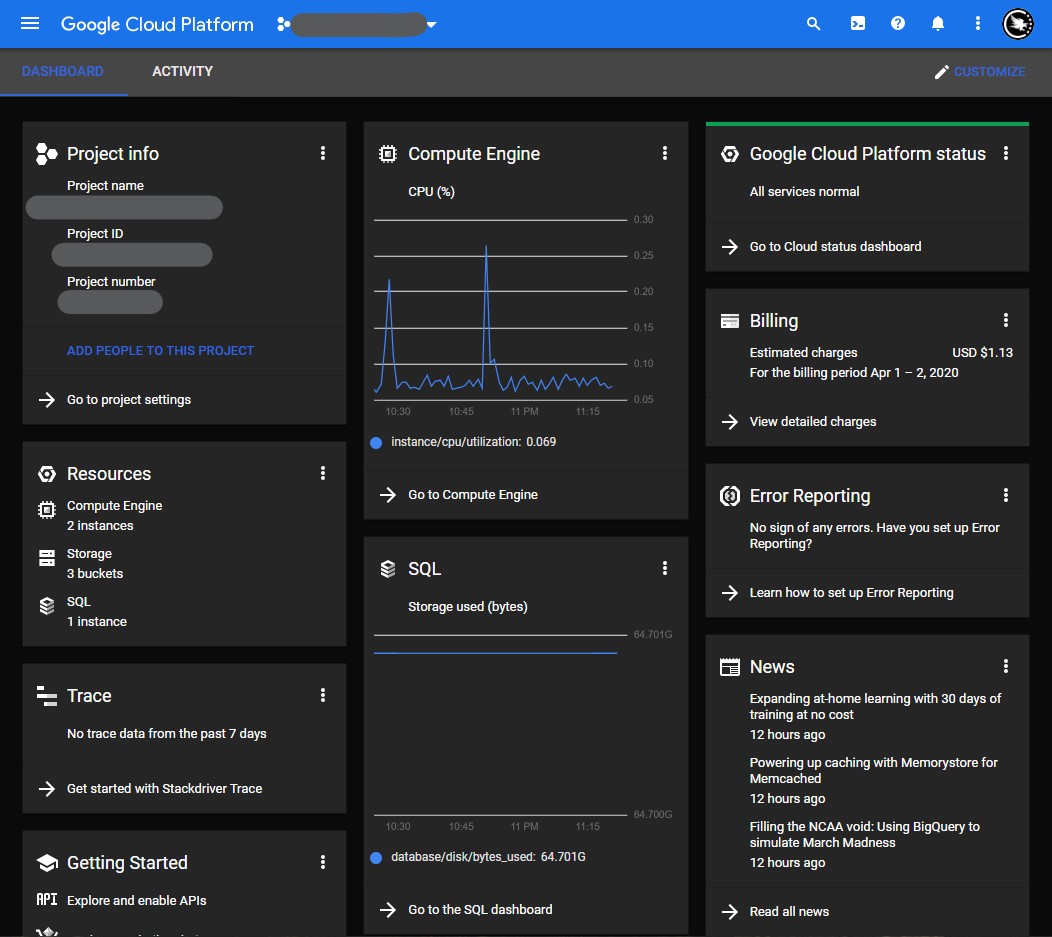 Google Cloud Platform
DASHBOARD
ACTIVITY
CUSTOMIZE
Project info
Project name
Project ID
Project number
ADD PEOPLE TO THIS PROJECT
Go to project settings
Resources
Compute Engine
2 instances
Storage
3 buckets
SQL
1 instance
Trace
No trace data from the past 7 days
Get started with Stackdriver Trace
Getting Started
API
Explore and enable APIs
Compute Engine
CPU (%)
0.30
0.25
0.20
0.15
0.10
0.05
10:30 10:45 11 PM 11:15
instance/cpu/utilization: 0.069
Go to Compute Engine
SQL
Storage used (bytes)
64.701G
64.700G
10:30 10:45 11 PM 11:15
database/disk/bytes_used: 64.701G
Go to the SQL dashboard
Google Cloud Platform status
All services normal
Go to Cloud status dashboard
Billing
Estimated charges USD $1.13
For the billing period Apr 1 – 2, 2020
View detailed charges
Error Reporting
No sign of any errors. Have you set up Error
Reporting?
Learn how to set up Error Reporting
News
Expanding at-home learning with 30 days of
training at no cost
12 hours ago
Powering up caching with Memorystore for
Memcached
12 hours ago
Filling the NCAA void: Using BigQuery to
simulate March Madness
12 hours ago
Read all news